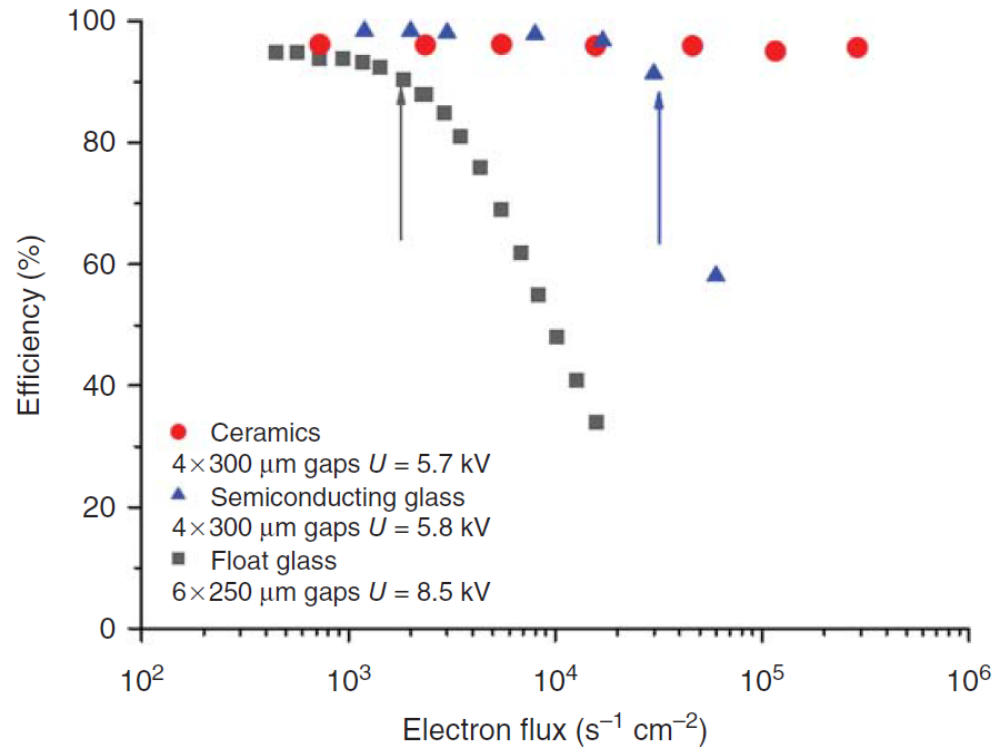 100
80
60
40
20
0
Efficiency (%)
Ceramics
4×300 μm gaps U = 5.7 kV
Semiconducting glass
4×300 μm gaps U = 5.8 kV
Float glass
6×250 μm gaps U = 8.5 kV
10² 10³ 10⁴ 10⁵ 10⁶
Electron flux (s⁻¹ cm⁻²)